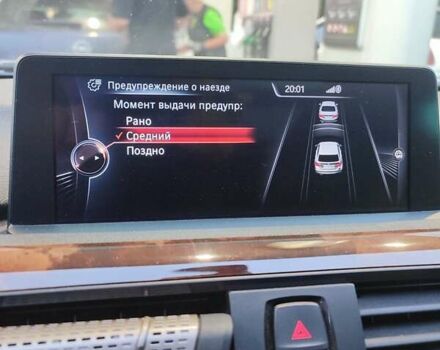 Предупреждение о наезде
20:01
Момент выдачи предупр:
Рано
✓ Средний
Поздно